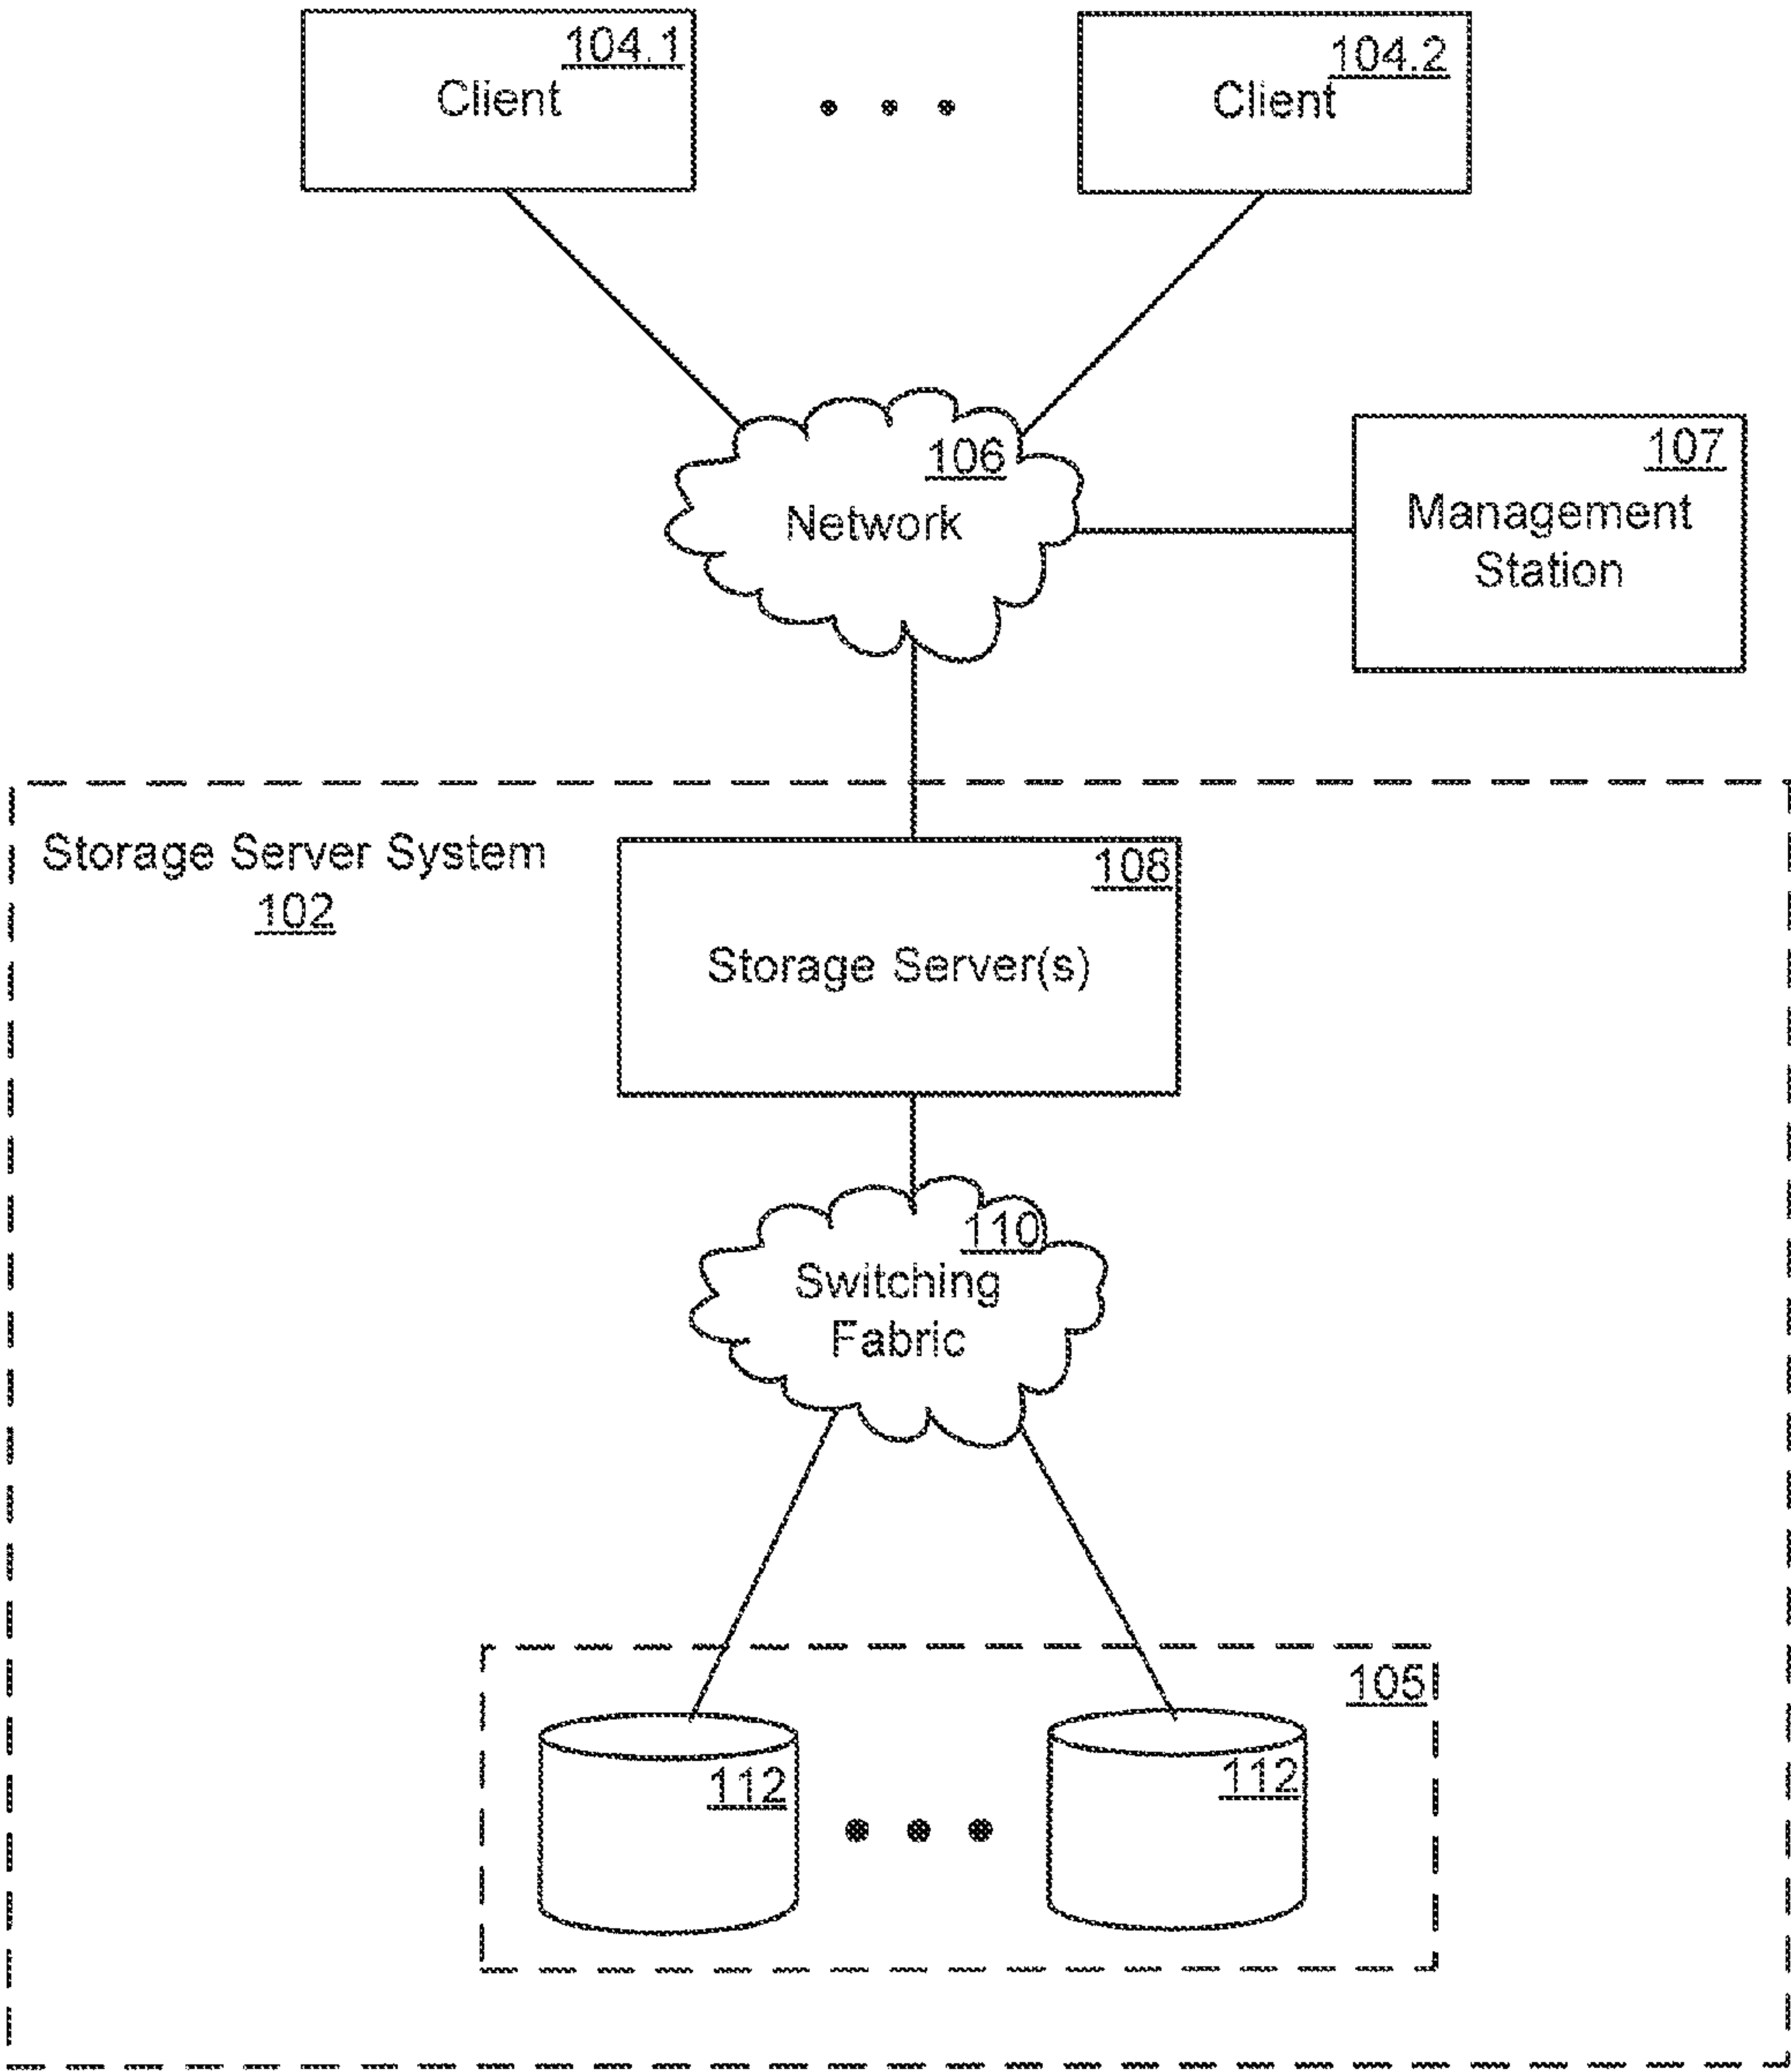 104.1
Client
104.2
Client
106
Network
107
Management
Station
Storage Server System
102
108
Storage Server(s)
110
Switching
Fabric
105
112
112